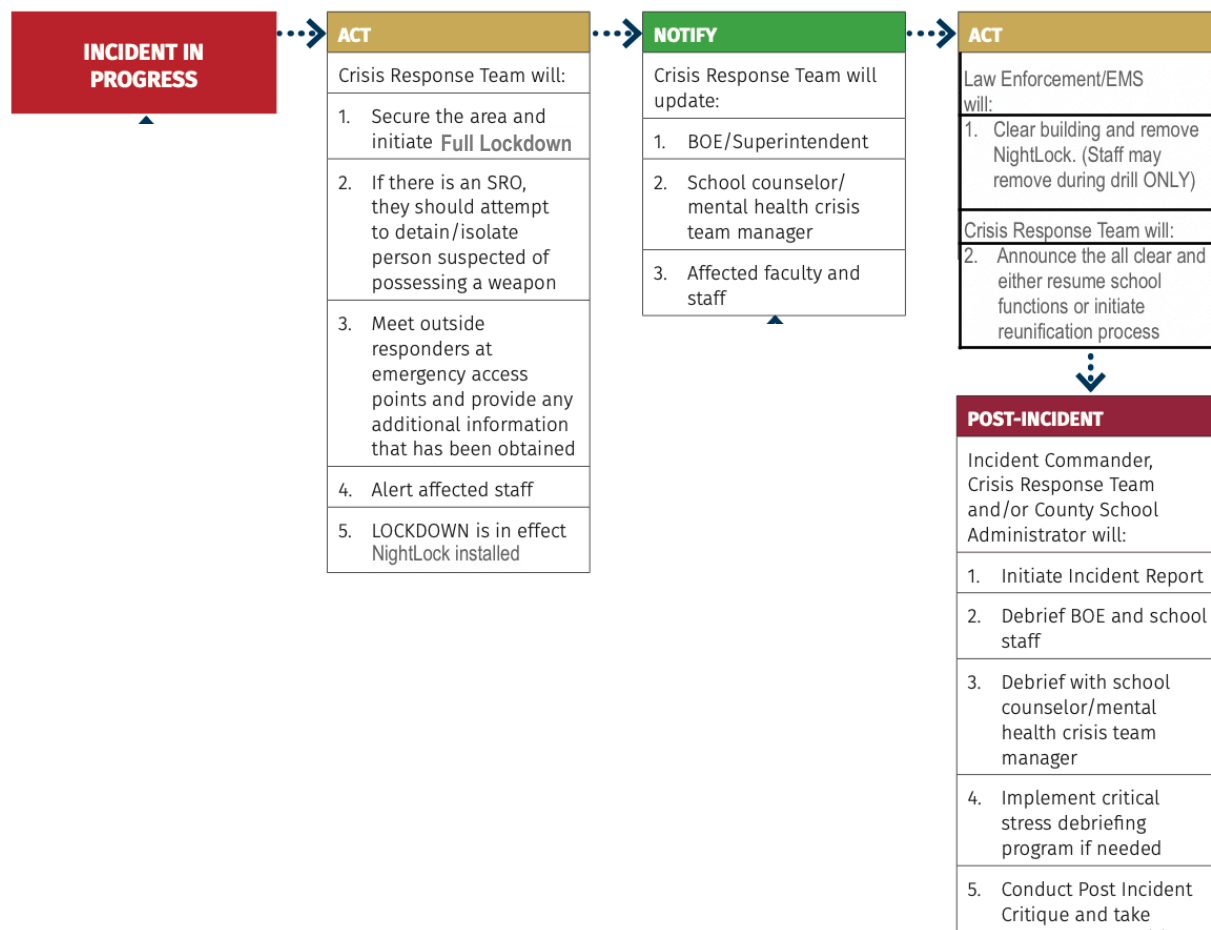 INCIDENT IN
PROGRESS
ACT
Crisis Response Team will:
1. Secure the area and
initiate Full Lockdown
2. If there is an SRO,
they should attempt
to detain/isolate
person suspected of
possessing a weapon
3. Meet outside
responders at
emergency access
points and provide any
additional information
that has been obtained
4. Alert affected staff
5. LOCKDOWN is in effect
NightLock installed
NOTIFY
Crisis Response Team will
update:
1. BOE/Superintendent
2. School counselor/
mental health crisis
team manager
3. Affected faculty and
staff
ACT
Law Enforcement/EMS
will:
1. Clear building and remove
NightLock. (Staff may
remove during drill ONLY)
Crisis Response Team will:
2. Announce the all clear and
either resume school
functions or initiate
reunification process
POST-INCIDENT
Incident Commander,
Crisis Response Team
and/or County School
Administrator will:
1. Initiate Incident Report
2. Debrief BOE and school
staff
3. Debrief with school
counselor/mental
health crisis team
manager
4. Implement critical
stress debriefing
program if needed
5. Conduct Post Incident
Critique and take